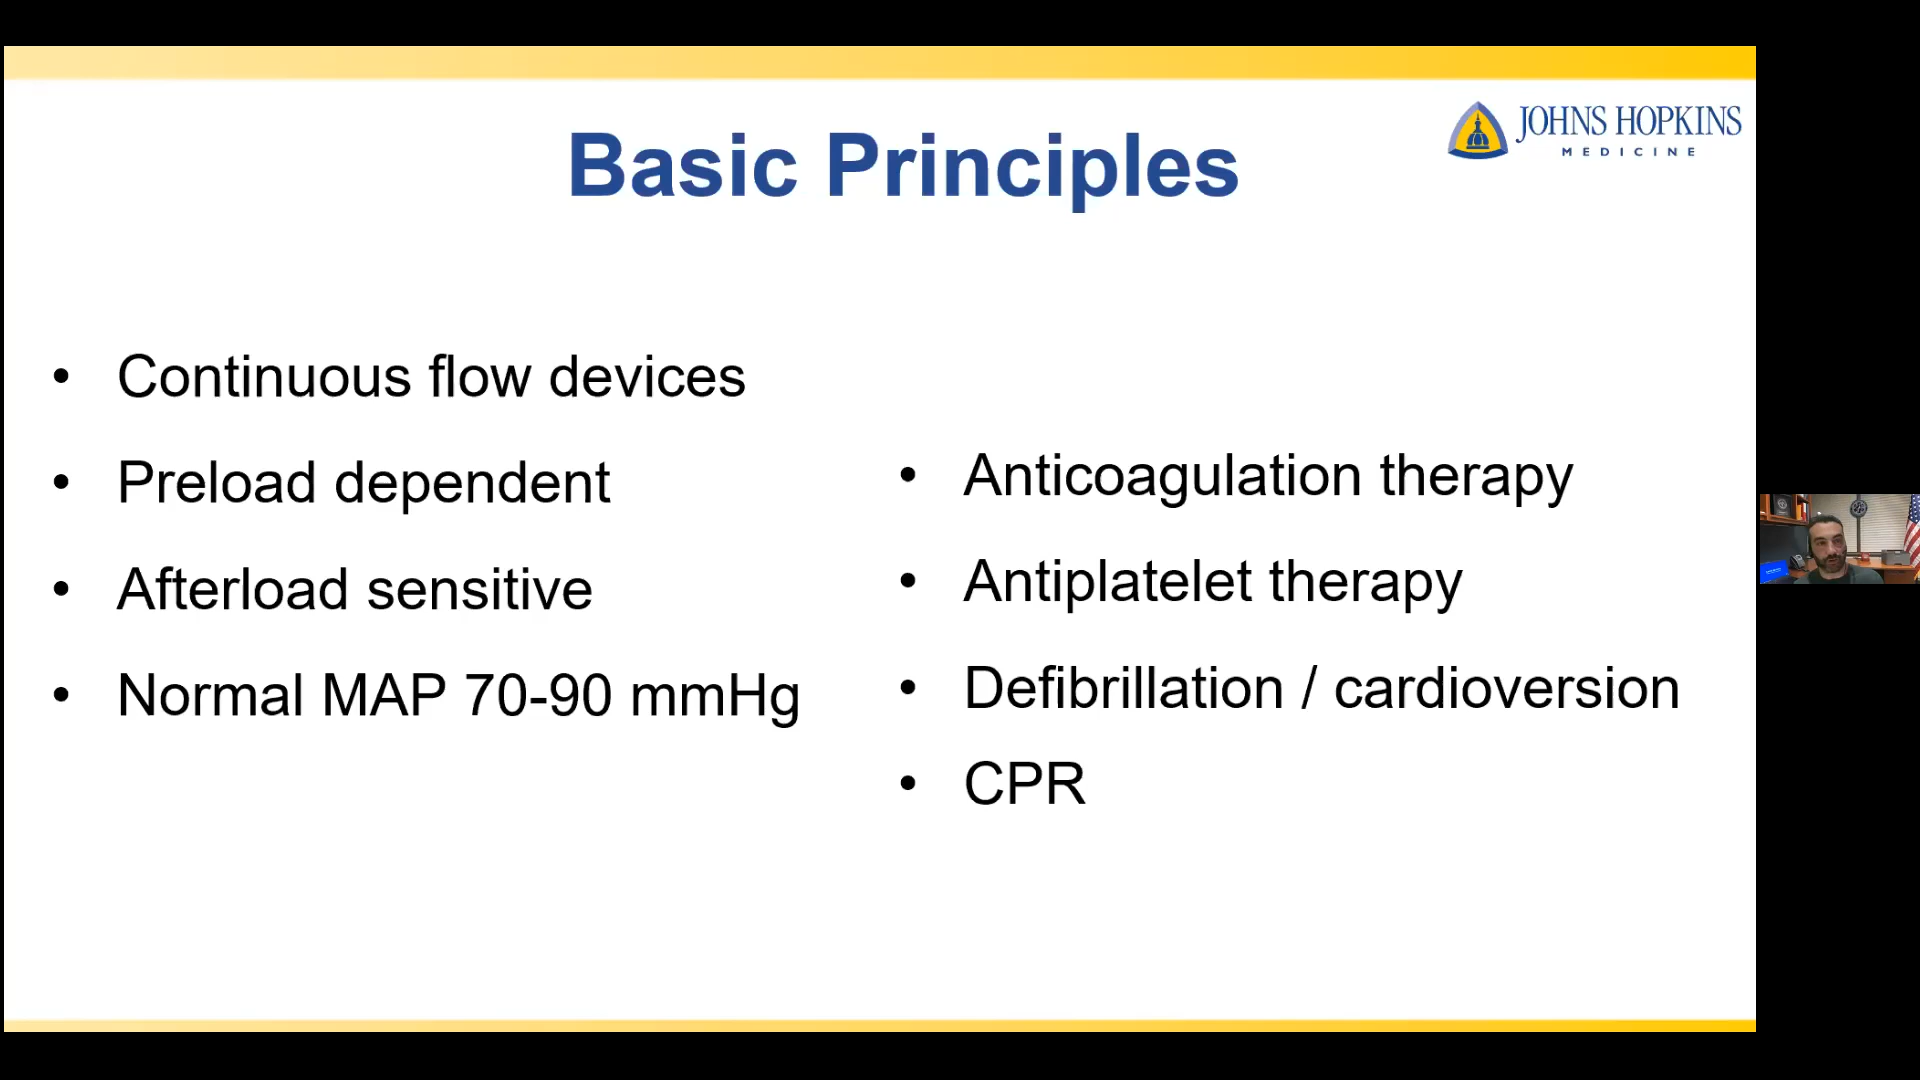 JOHNS HOPKINS
MEDICINE
Basic Principles
• Continuous flow devices
• Preload dependent
• Afterload sensitive
• Normal MAP 70-90 mmHg
• Anticoagulation therapy
• Antiplatelet therapy
• Defibrillation / cardioversion
• CPR